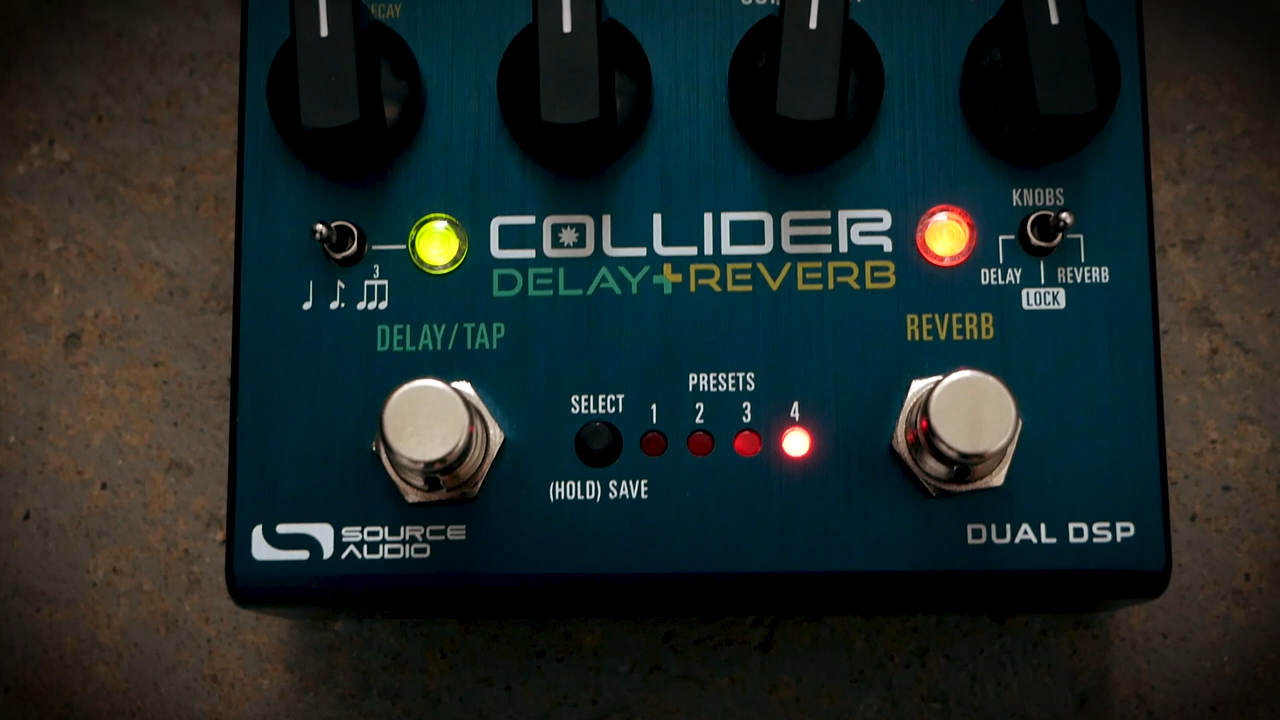 DECAY
COLLIDER
DELAY+REVERB
KNOBS
DELAY
REVERB
LOCK
3
DELAY/TAP
REVERB
PRESETS
SELECT
1 2 3 4
(HOLD) SAVE
SOURCE
AUDIO
DUAL DSP